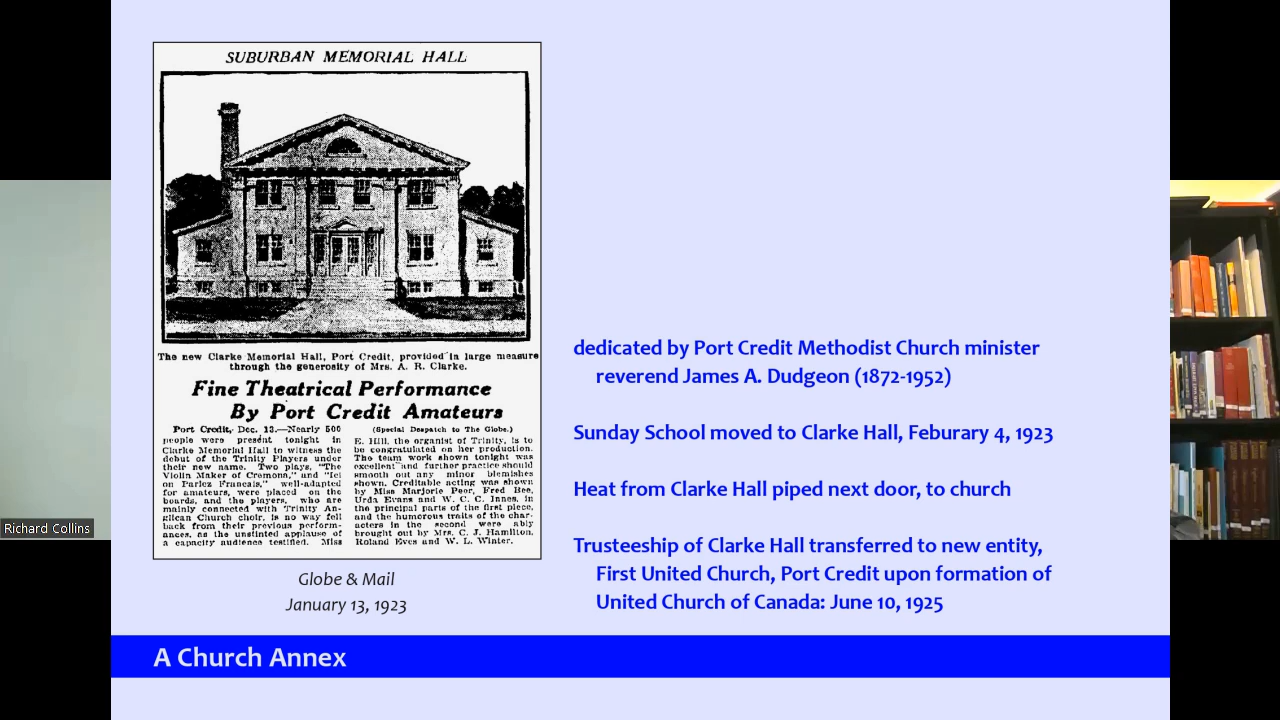 SUBURBAN MEMORIAL HALL
The new Clarke Memorial Hall, Port Credit, provided in large measure
through the generosity of Mrs. A. R. Clarke.
Fine Theatrical Performance
By Port Credit Amateurs
Port Credit, Dec. 13.—Nearly 500
people were present tonight in
Clarke Memorial Hall to witness the
debut of the Trinity Players under
their new name. Two plays, "The
Violin Maker of Cremona," and "Ici
on Parlez Francais," well-adapted
for amateurs, were placed on the
boards, and the players, who are
mainly connected with Trinity An-
glican Church choir, is no way fell
back from their previous perform-
ances, as the unstinted applause of
a capacity audience testified. Miss
(Special Despatch to The Globe.)
E. Hill, the organist of Trinity, is to
be congratulated on her production.
The team work shown tonight was
excellent and further practice should
smooth out any minor blemishes
shown. Creditable acting was shown
by Miss Marjorie Peer, Fred Bee,
Urda Evans and W. C. C. Innes, in
the principal parts of the first piece,
and the humorous traits of the char-
acters in the second were ably
brought out by Mrs. C. J. Hamilton,
Roland Eves and W. L. Winter.
Globe & Mail
January 13, 1923
dedicated by Port Credit Methodist Church minister
reverend James A. Dudgeon (1872-1952)
Sunday School moved to Clarke Hall, Feburary 4, 1923
Heat from Clarke Hall piped next door, to church
Trusteeship of Clarke Hall transferred to new entity,
First United Church, Port Credit upon formation of
United Church of Canada: June 10, 1925
A Church Annex
Richard Collins